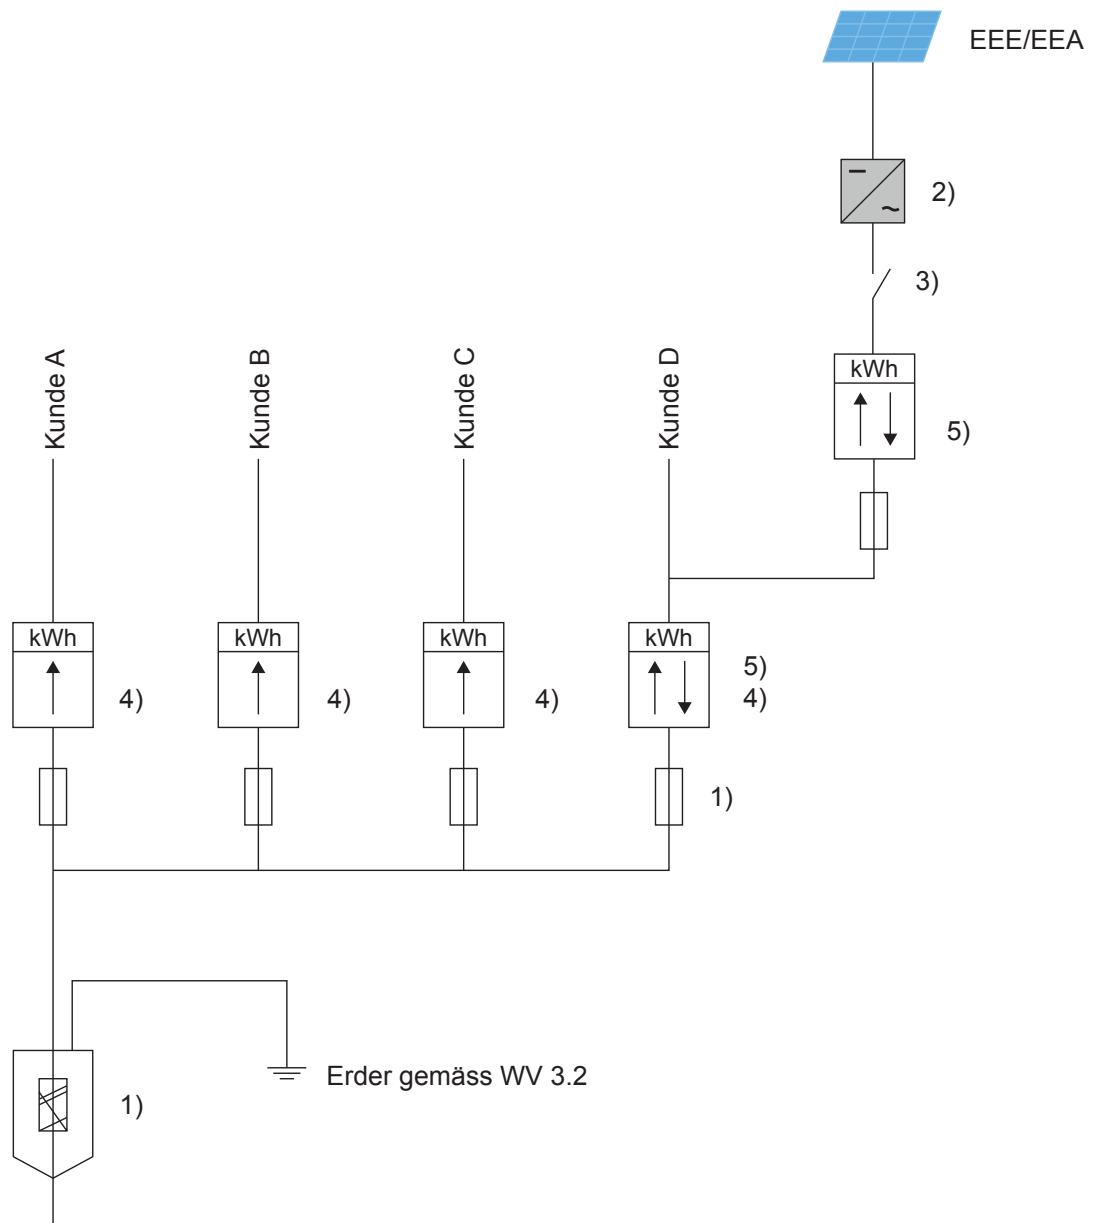 EEE/EEA
2)
3)
kWh
5)
Kunde A
Kunde B
Kunde C
Kunde D
kWh
4)
kWh
4)
kWh
4)
kWh
5)
4)
1)
Erder gemäss WV 3.2
1)